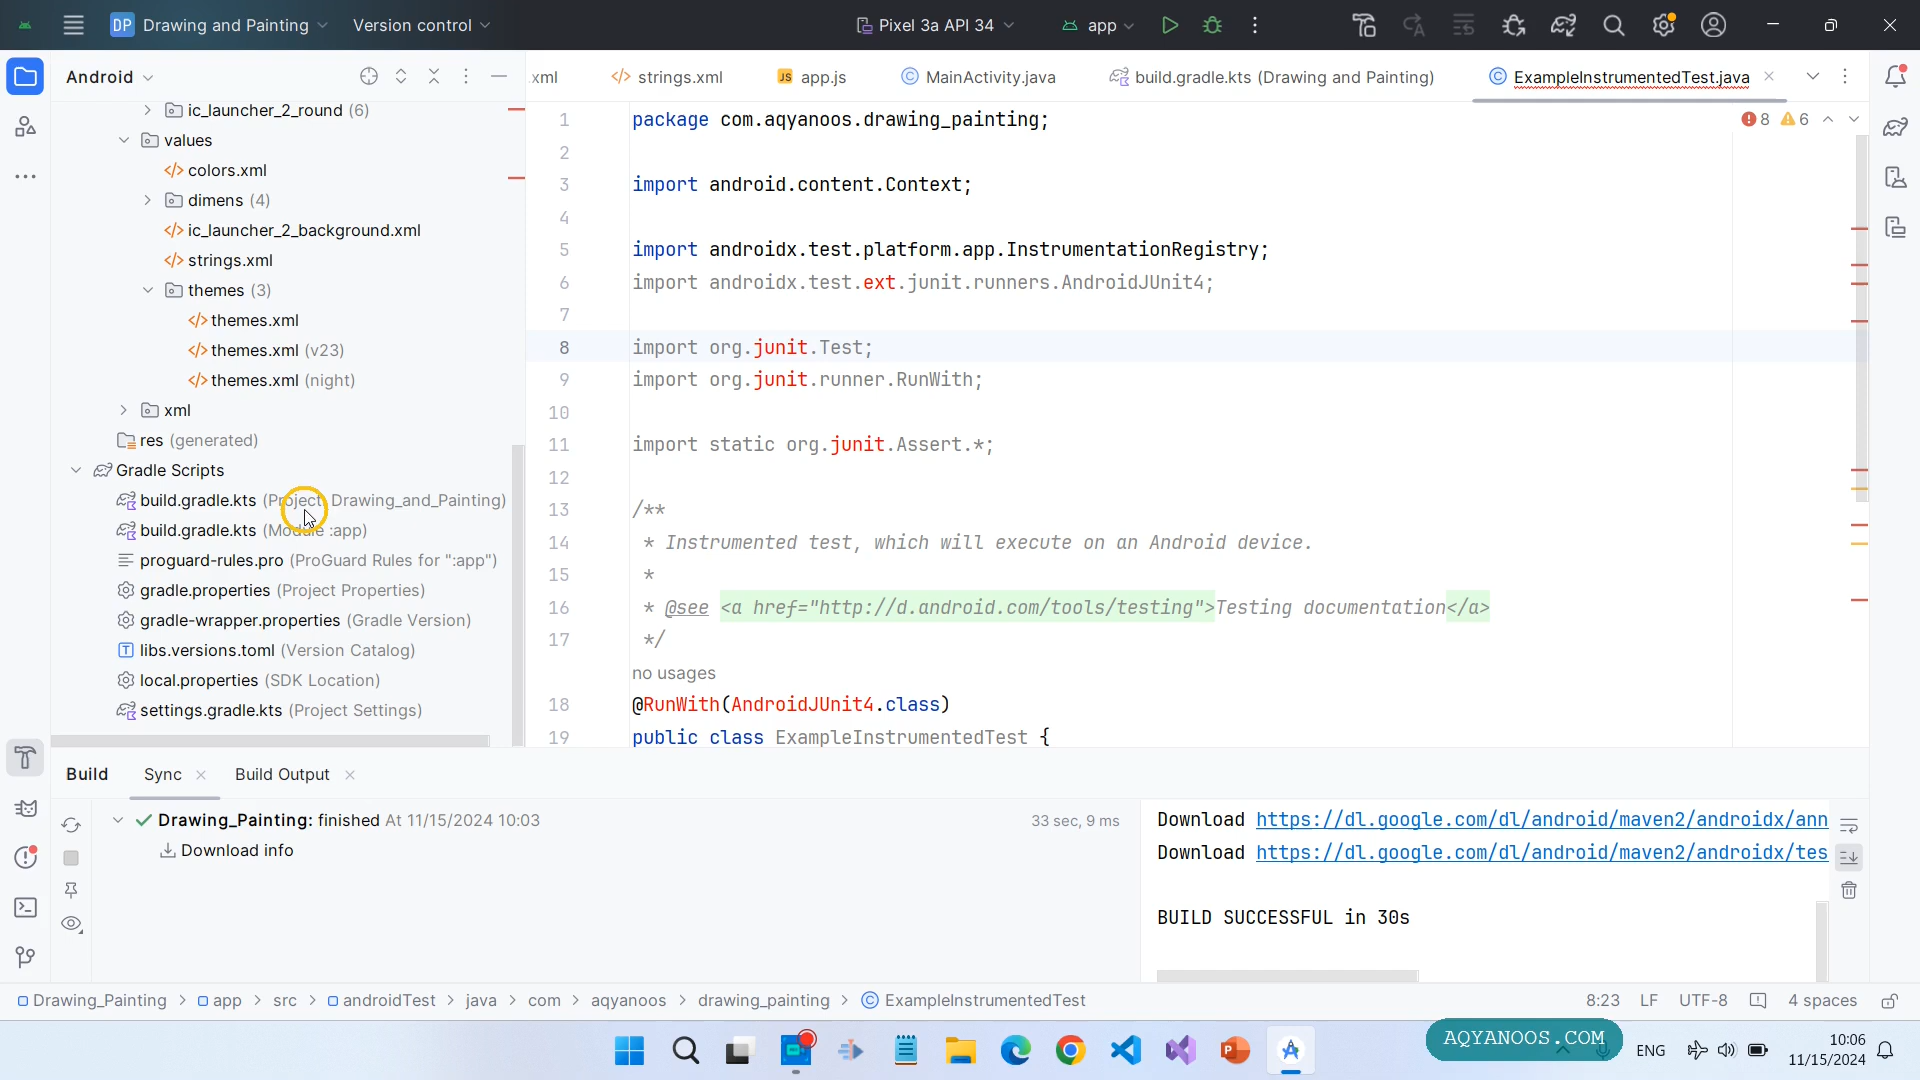 DP Drawing and Painting Version control Pixel 3a API 34 app
Android
ic_launcher_2_round (6)
values
</> colors.xml
dimens (4)
</> ic_launcher_2_background.xml
</> strings.xml
themes (3)
</> themes.xml
</> themes.xml (v23)
</> themes.xml (night)
xml
res (generated)
Gradle Scripts
build.gradle.kts (Project: Drawing_and_Painting)
build.gradle.kts (Module :app)
proguard-rules.pro (ProGuard Rules for ":app")
gradle.properties (Project Properties)
gradle-wrapper.properties (Gradle Version)
T libs.versions.toml (Version Catalog)
local.properties (SDK Location)
settings.gradle.kts (Project Settings)
.xml </> strings.xml JS app.js C MainActivity.java build.gradle.kts (Drawing and Painting) C ExampleInstrumentedTest.java
8 6
1 package com.aqyanoos.drawing_painting;
2
3 import android.content.Context;
4
5 import androidx.test.platform.app.InstrumentationRegistry;
6 import androidx.test.ext.junit.runners.AndroidJUnit4;
7
8 import org.junit.Test;
9 import org.junit.runner.RunWith;
10
11 import static org.junit.Assert.*;
12
13 /**
14 * Instrumented test, which will execute on an Android device.
15 *
16 * @see <a href="http://d.android.com/tools/testing">Testing documentation</a>
17 */
no usages
18 @RunWith(AndroidJUnit4.class)
19 public class ExampleInstrumentedTest {
Build Sync Build Output
Drawing_Painting: finished At 11/15/2024 10:03 33 sec, 9 ms
Download info
Download https://dl.google.com/dl/android/maven2/androidx/ann
Download https://dl.google.com/dl/android/maven2/androidx/tes
BUILD SUCCESSFUL in 30s
Drawing_Painting > app > src > androidTest > java > com > aqyanoos > drawing_painting > C ExampleInstrumentedTest
8:23 LF UTF-8 4 spaces
AQYANOOS.COM
ENG
10:06
11/15/2024